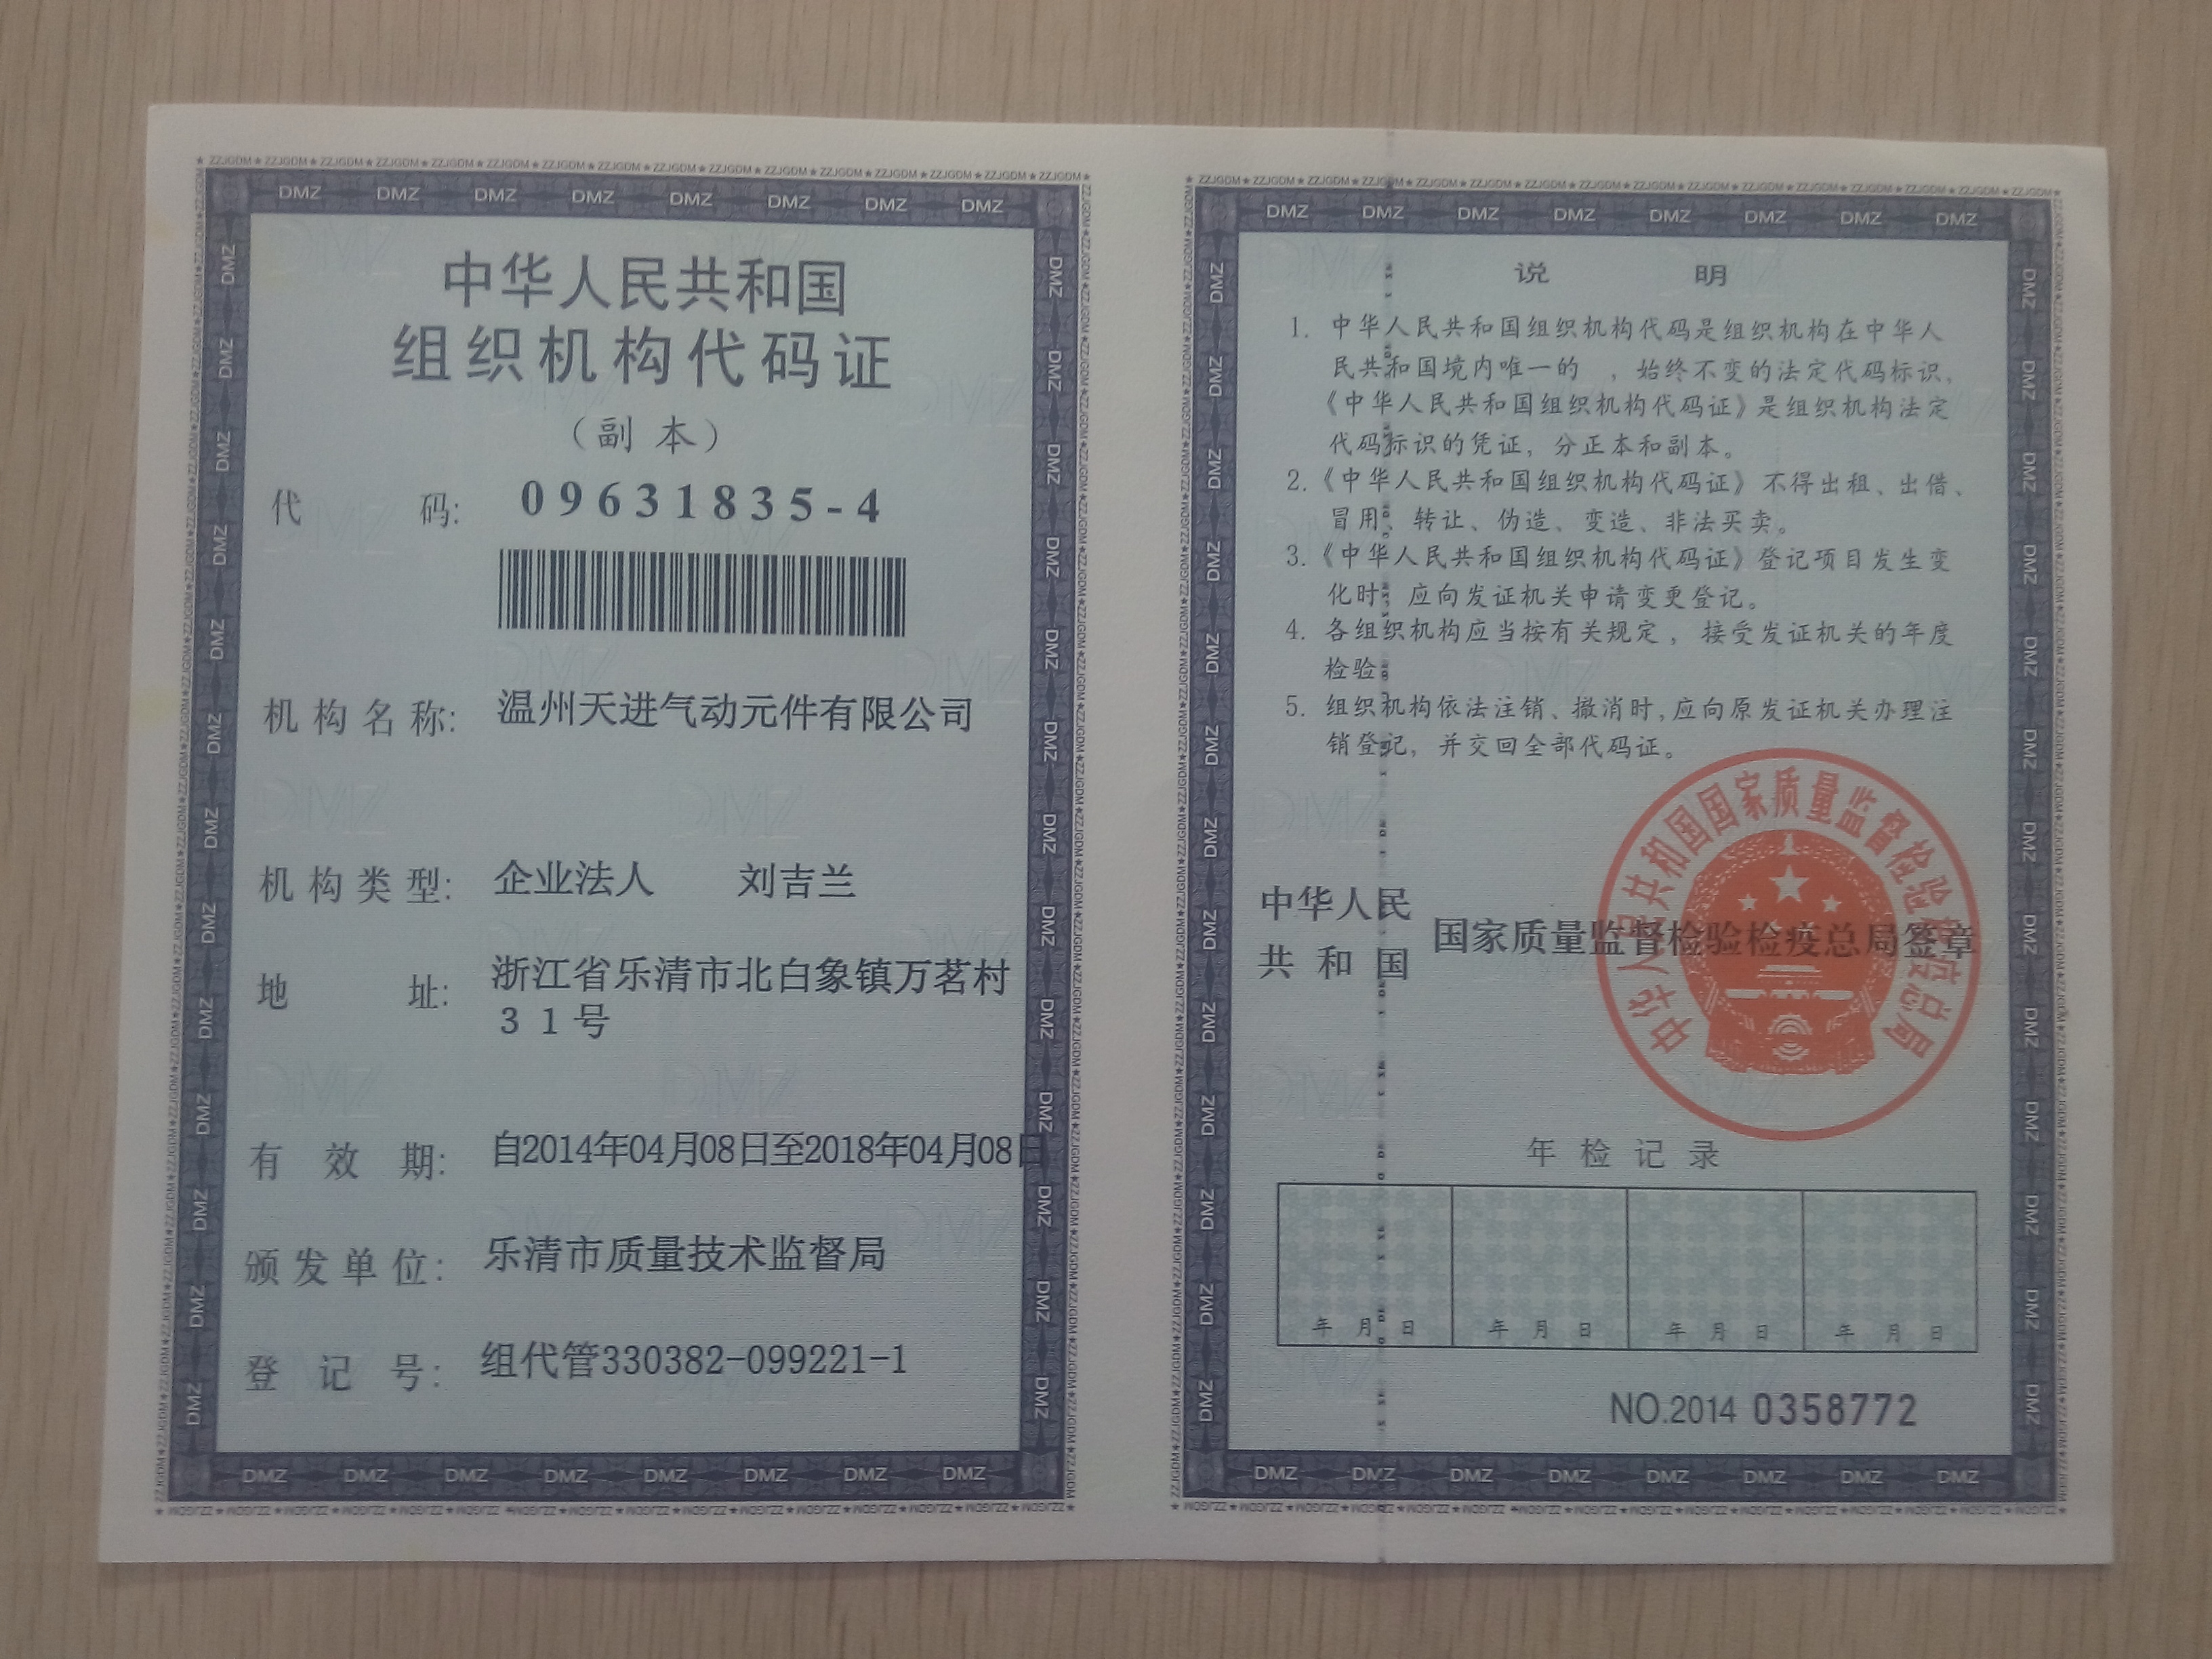 中华人民共和国
组织机构代码证
（副 本）
代 码: 09631835-4
机构名称: 温州天进气动元件有限公司
机构类型: 企业法人 刘吉兰
地 址: 浙江省乐清市北白象镇万茗村
３１号
有 效 期: 自2014年04月08日至2018年04月08日
颁发单位: 乐清市质量技术监督局
登 记 号: 组代管330382-099221-1
说 明
1. 中华人民共和国组织机构代码是组织机构在中华人
民共和国境内唯一的 ，始终不变的法定代码标识，
《中华人民共和国组织机构代码证》是组织机构法定
代码标识的凭证，分正本和副本。
2.《中华人民共和国组织机构代码证》不得出租、出借、
冒用、转让、伪造、变造、非法买卖。
3.《中华人民共和国组织机构代码证》登记项目发生变
化时，应向发证机关申请变更登记。
4. 各组织机构应当按有关规定，接受发证机关的年度
检验。
5. 组织机构依法注销、撤消时,应向原发证机关办理注
销登记，并交回全部代码证。
中华人民
共和国 国家质量监督检验检疫总局签章
中华人民共和国国家质量监督检验检疫总局
年检记录
年 月 日 年 月 日 年 月 日 年 月 日
NO.2014 0358772
DMZ
ZZJGDM★ZZJGDM